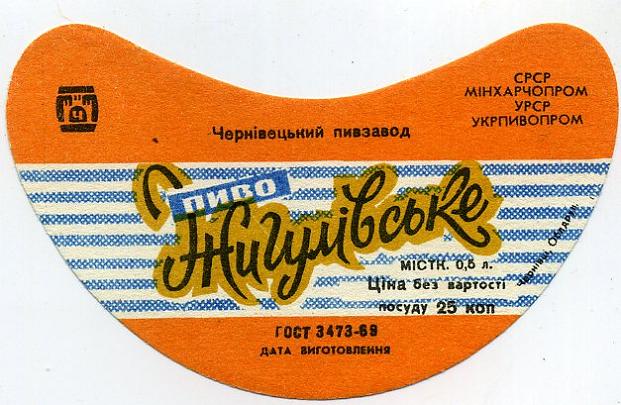 СРСР
МІНХАРЧОПРОМ
УРСР
УКРПИВОПРОМ
Ч
Чернівецький пивзавод
ПИВО
Жигулівське
МІСТК. 0,5 л.
Ціна без вартості
посуду 25 коп
ГОСТ 3473-69
ДАТА ВИГОТОВЛЕННЯ
Чернівці